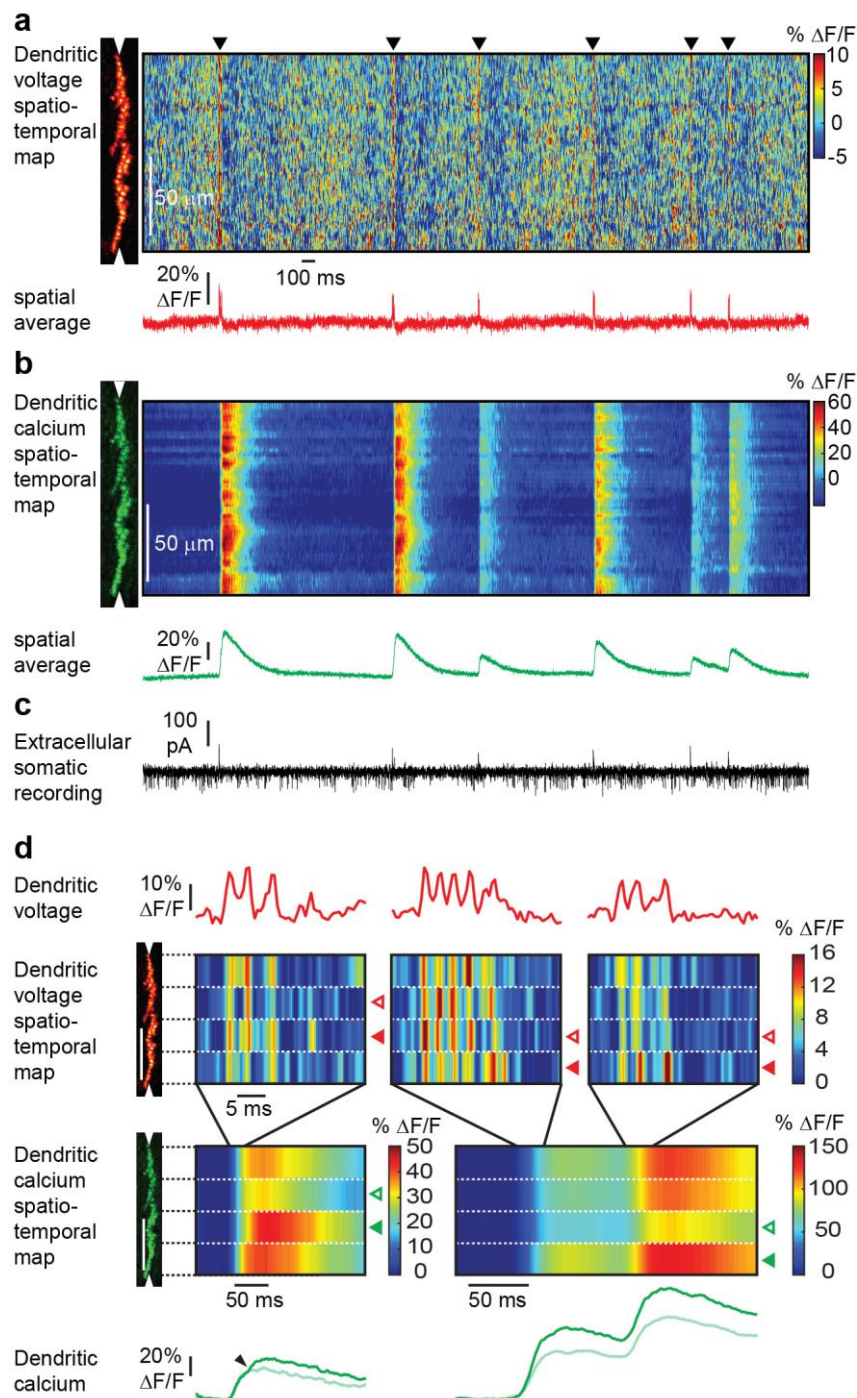 a
Dendritic
voltage
spatio-
temporal
map
50 μm
% ΔF/F
10
5
0
-5
100 ms
20%
ΔF/F
spatial
average
b
Dendritic
calcium
spatio-
temporal
map
50 μm
% ΔF/F
60
40
20
0
spatial
average
20%
ΔF/F
c
Extracellular
somatic
recording
100
pA
d
Dendritic
voltage
10%
ΔF/F
Dendritic
voltage
spatio-
temporal
map
% ΔF/F
16
12
8
4
0
5 ms
Dendritic
calcium
spatio-
temporal
map
% ΔF/F
50
40
30
20
10
0
% ΔF/F
150
100
50
0
50 ms
50 ms
Dendritic
calcium
20%
ΔF/F